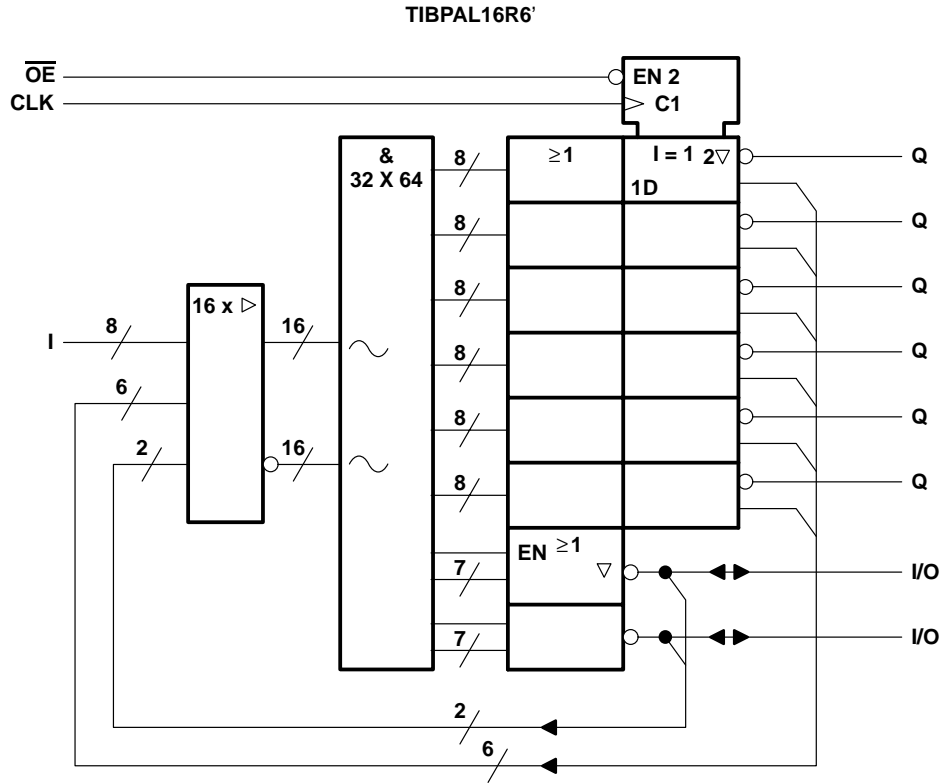 TIBPAL16R6’
OE
EN 2
CLK
C1
&
32 X 64
8
≥1
I = 1
2▽
Q
1D
8
Q
8
Q
16 x ▷
I
8
16
8
Q
6
8
Q
2
16
8
Q
EN
≥1
▽
7
I/O
7
I/O
2
6